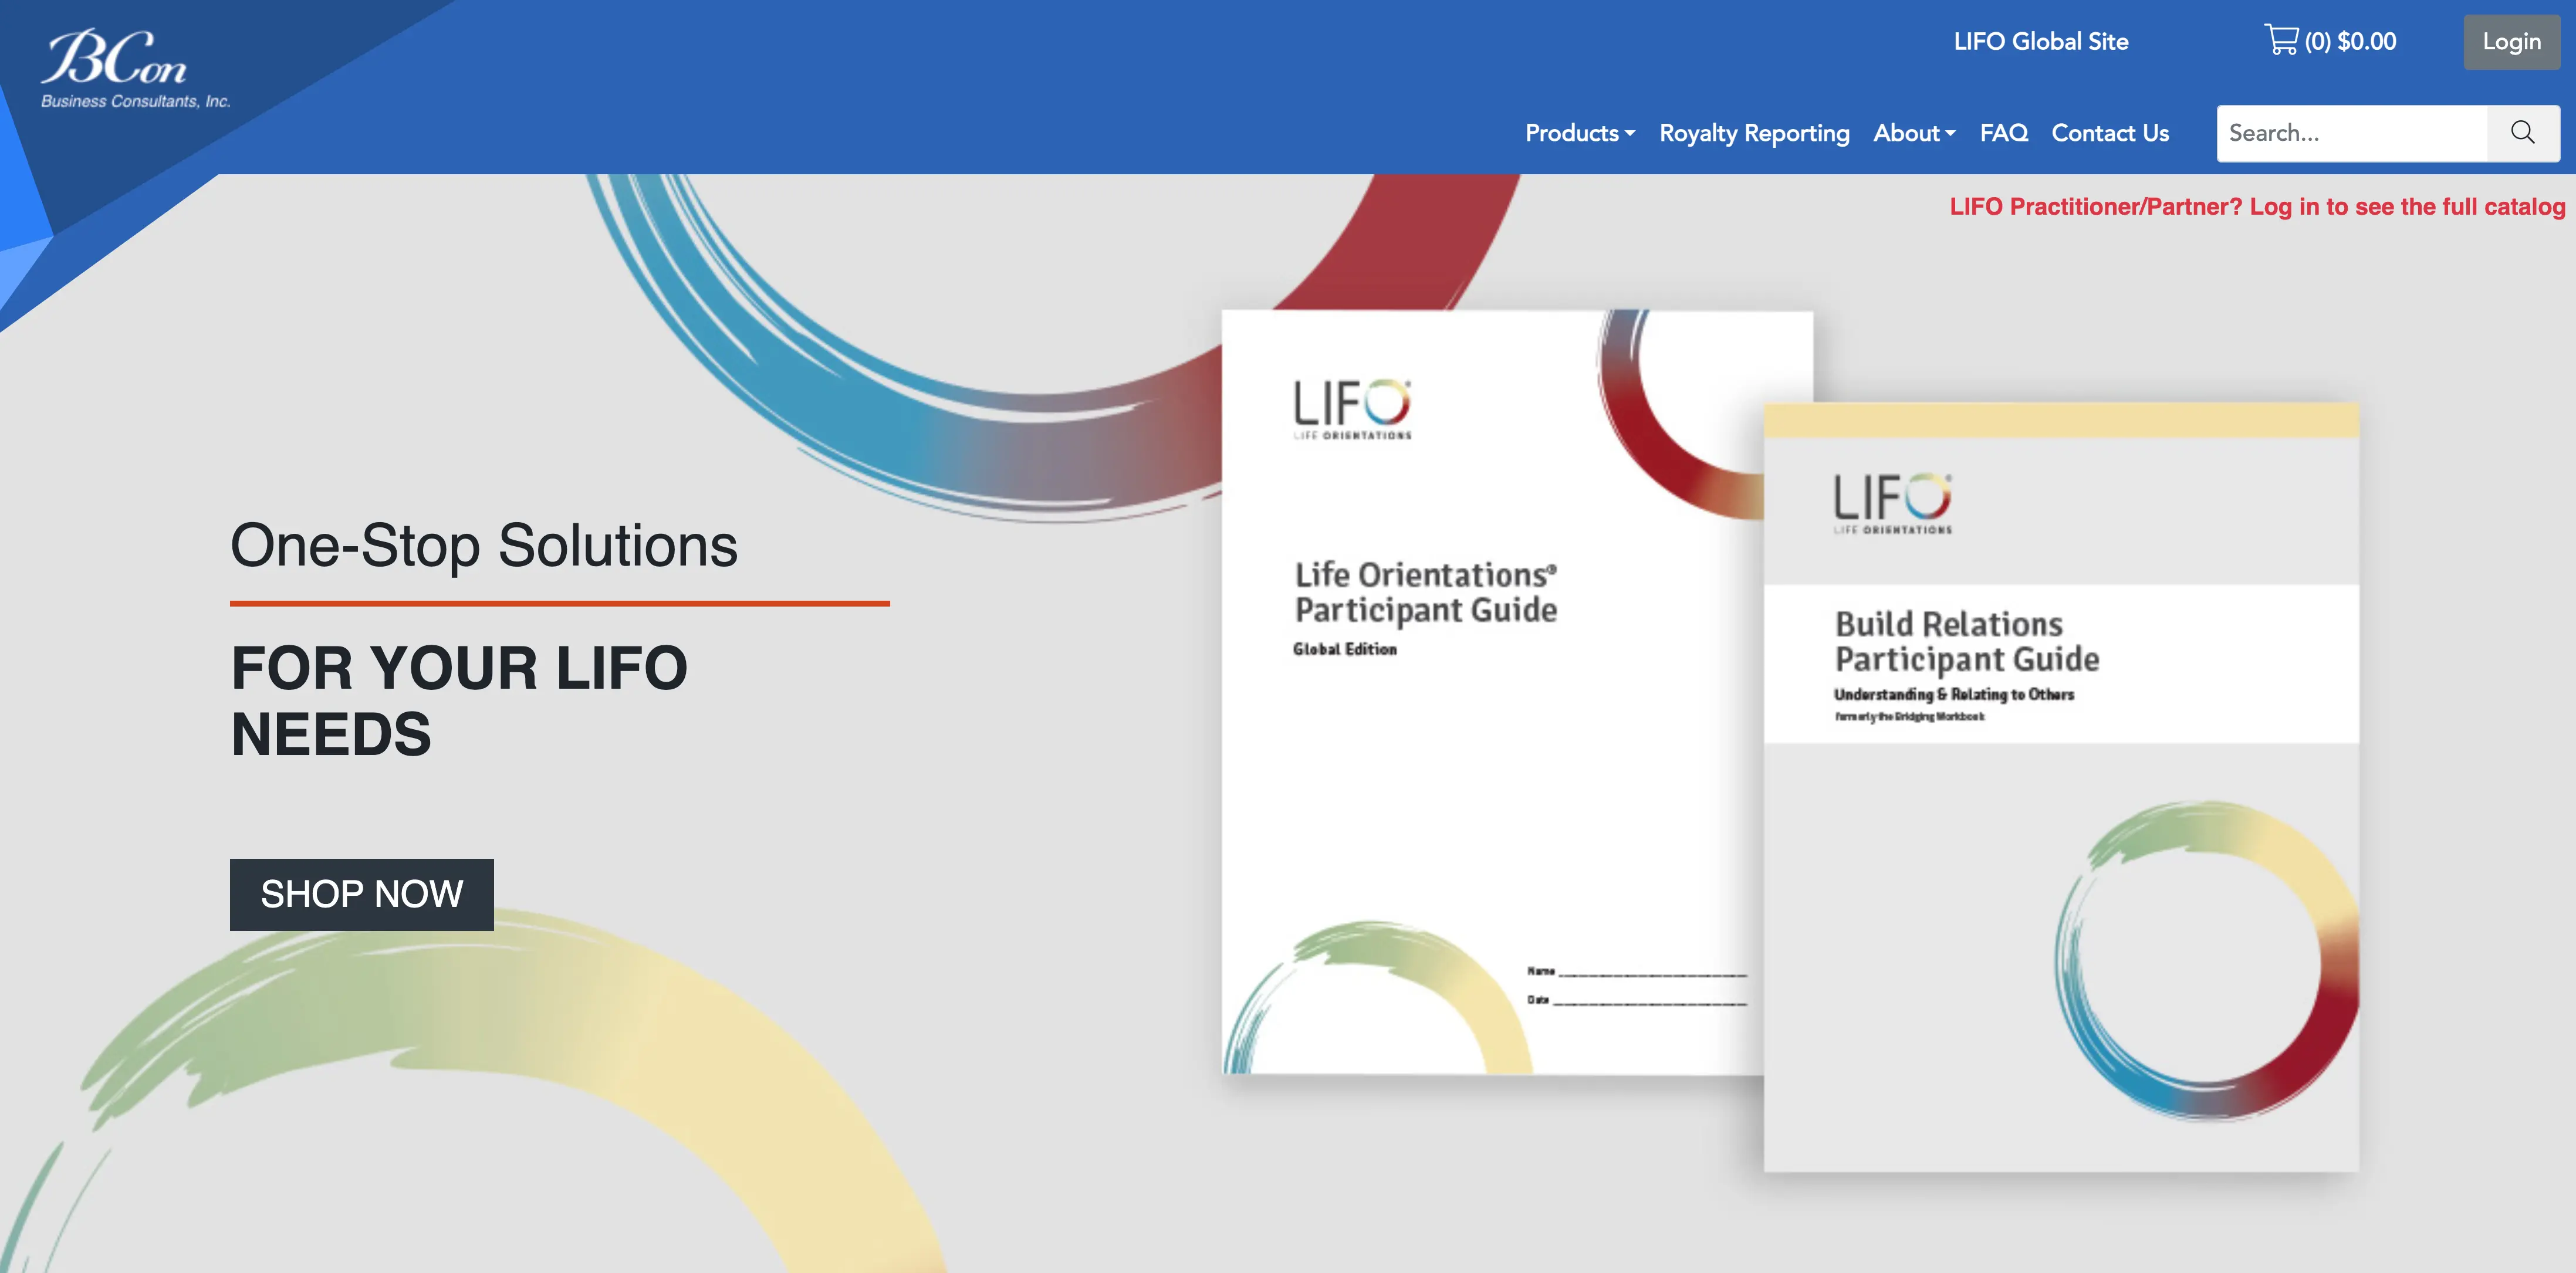 BCon
Business Consultants, Inc.
LIFO Global Site
(0) $0.00
Login
Products
Royalty Reporting
About
FAQ
Contact Us
Search...
LIFO Practitioner/Partner? Log in to see the full catalog
One-Stop Solutions
FOR YOUR LIFO
NEEDS
SHOP NOW
LIFO®
LIFE ORIENTATIONS
Life Orientations®
Participant Guide
Global Edition
Name
Date
LIFO®
LIFE ORIENTATIONS
Build Relations
Participant Guide
Understanding & Relating to Others
formerly the Bridging Workbook